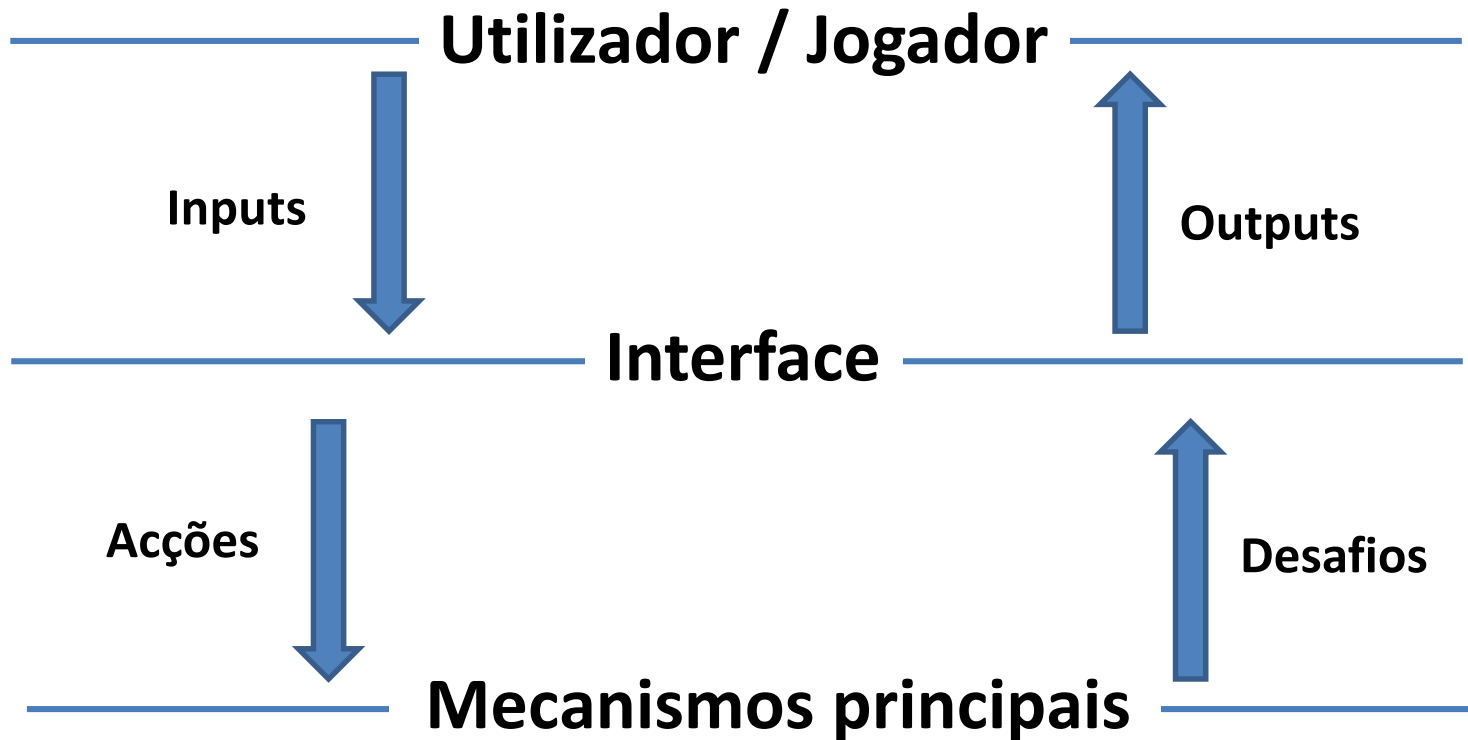 Utilizador / Jogador
Inputs
Outputs
Interface
Acções
Desafios
Mecanismos principais